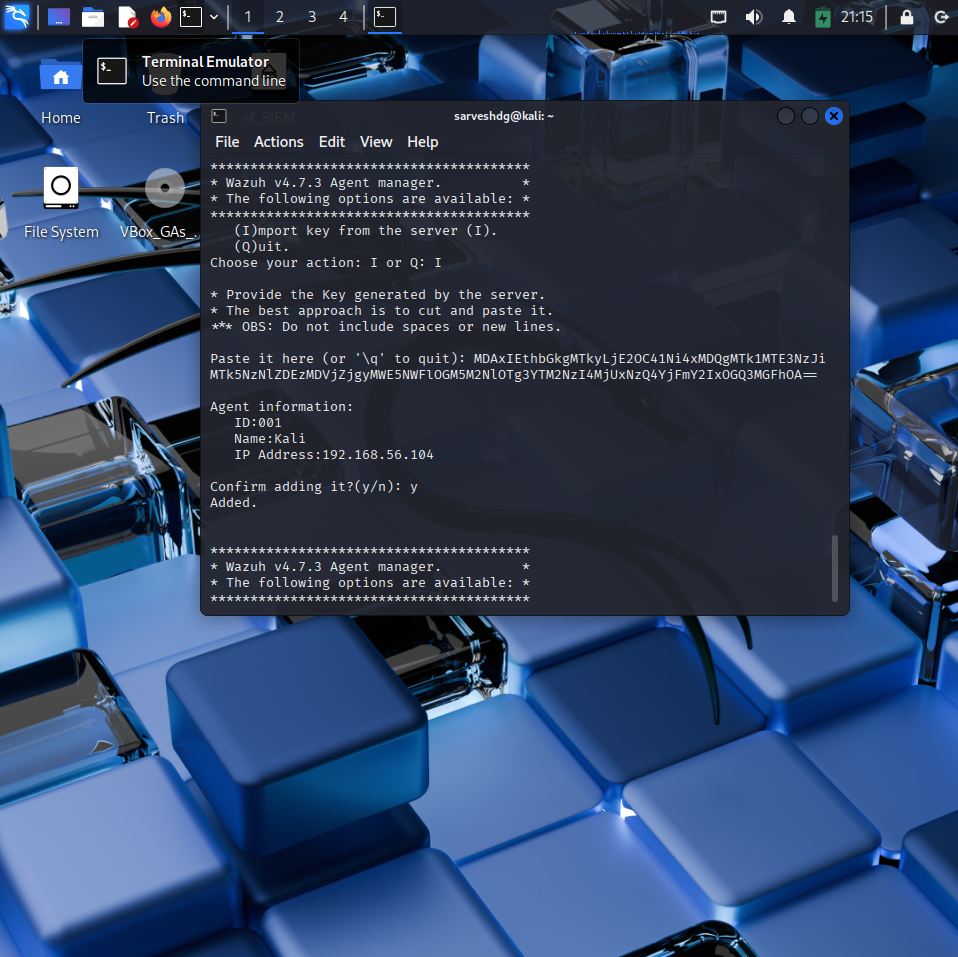 1 2 3 4
21:15
Terminal Emulator
Use the command line
Home
Trash
sf_SIEM
File System
VBox_GAs_...
sarveshdg@kali: ~
File Actions Edit View Help
****************************************
* Wazuh v4.7.3 Agent manager. *
* The following options are available: *
****************************************
(I)mport key from the server (I).
(Q)uit.
Choose your action: I or Q: I
* Provide the Key generated by the server.
* The best approach is to cut and paste it.
*** OBS: Do not include spaces or new lines.
Paste it here (or '\q' to quit): MDAxIEthbGkgMTkyLjE2OC41Ni4xMDQgMTk1MTE3NzJi
MTk5NzNlZDEzMDVjZjgyMWE5NWFlOGM5M2NlOTg3YTM2NzI4MjUxNzQ4YjFmY2IxOGQ3MGFhOA==
Agent information:
ID:001
Name:Kali
IP Address:192.168.56.104
Confirm adding it?(y/n): y
Added.
****************************************
* Wazuh v4.7.3 Agent manager. *
* The following options are available: *
****************************************